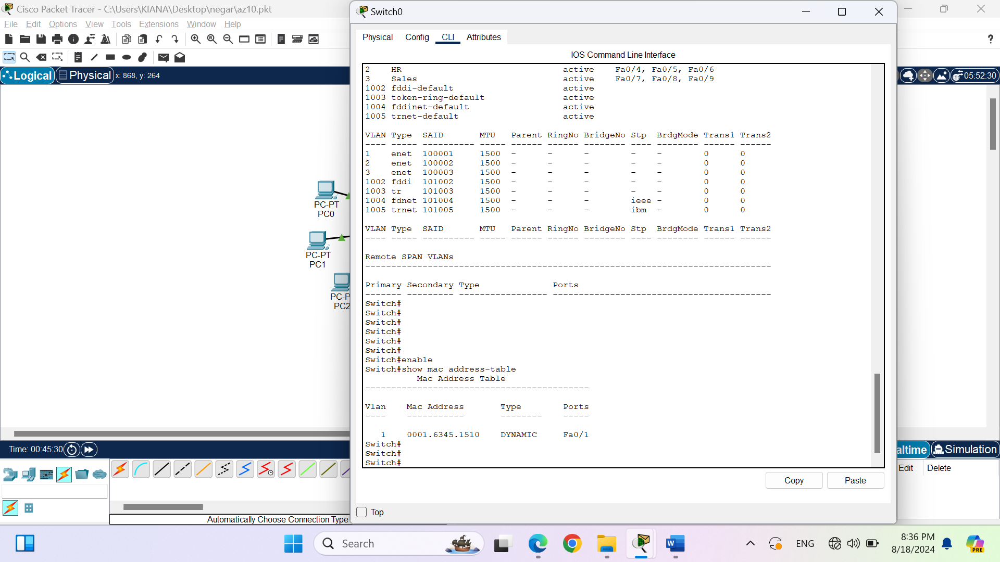 Cisco Packet Tracer - C:\Users\KIANA\Desktop\negar\az10.pkt
File Edit Options View Tools Extensions Window Help
?
Logical Physical x: 868, y: 264
05:52:30
PC-PT
PC0
PC-PT
PC1
PC-P
PC2
Time: 00:45:30
altime Simulation
Edit Delete
Automatically Choose Connection Type
Switch0
Physical Config CLI Attributes
IOS Command Line Interface
2 HR active Fa0/4, Fa0/5, Fa0/6
3 Sales active Fa0/7, Fa0/8, Fa0/9
1002 fddi-default active
1003 token-ring-default active
1004 fddinet-default active
1005 trnet-default active
VLAN Type SAID MTU Parent RingNo BridgeNo Stp BrdgMode Trans1 Trans2
---- ----- ---------- ----- ------ ------ -------- ---- -------- ------ ------
1 enet 100001 1500 - - - - - 0 0
2 enet 100002 1500 - - - - - 0 0
3 enet 100003 1500 - - - - - 0 0
1002 fddi 101002 1500 - - - - - 0 0
1003 tr 101003 1500 - - - - - 0 0
1004 fdnet 101004 1500 - - - ieee - 0 0
1005 trnet 101005 1500 - - - ibm - 0 0
VLAN Type SAID MTU Parent RingNo BridgeNo Stp BrdgMode Trans1 Trans2
---- ----- ---------- ----- ------ ------ -------- ---- -------- ------ ------
Remote SPAN VLANs
------------------------------------------------------------------------------
Primary Secondary Type Ports
------- --------- ----------------- ------------------------------------------
Switch#
Switch#
Switch#
Switch#
Switch#
Switch#
Switch#enable
Switch#show mac address-table
Mac Address Table
-------------------------------------------
Vlan Mac Address Type Ports
---- ----------- -------- -----
1 0001.6345.1510 DYNAMIC Fa0/1
Switch#
Switch#
Switch#
Copy Paste
Top
Search
ENG
8:36 PM
8/18/2024
PRE